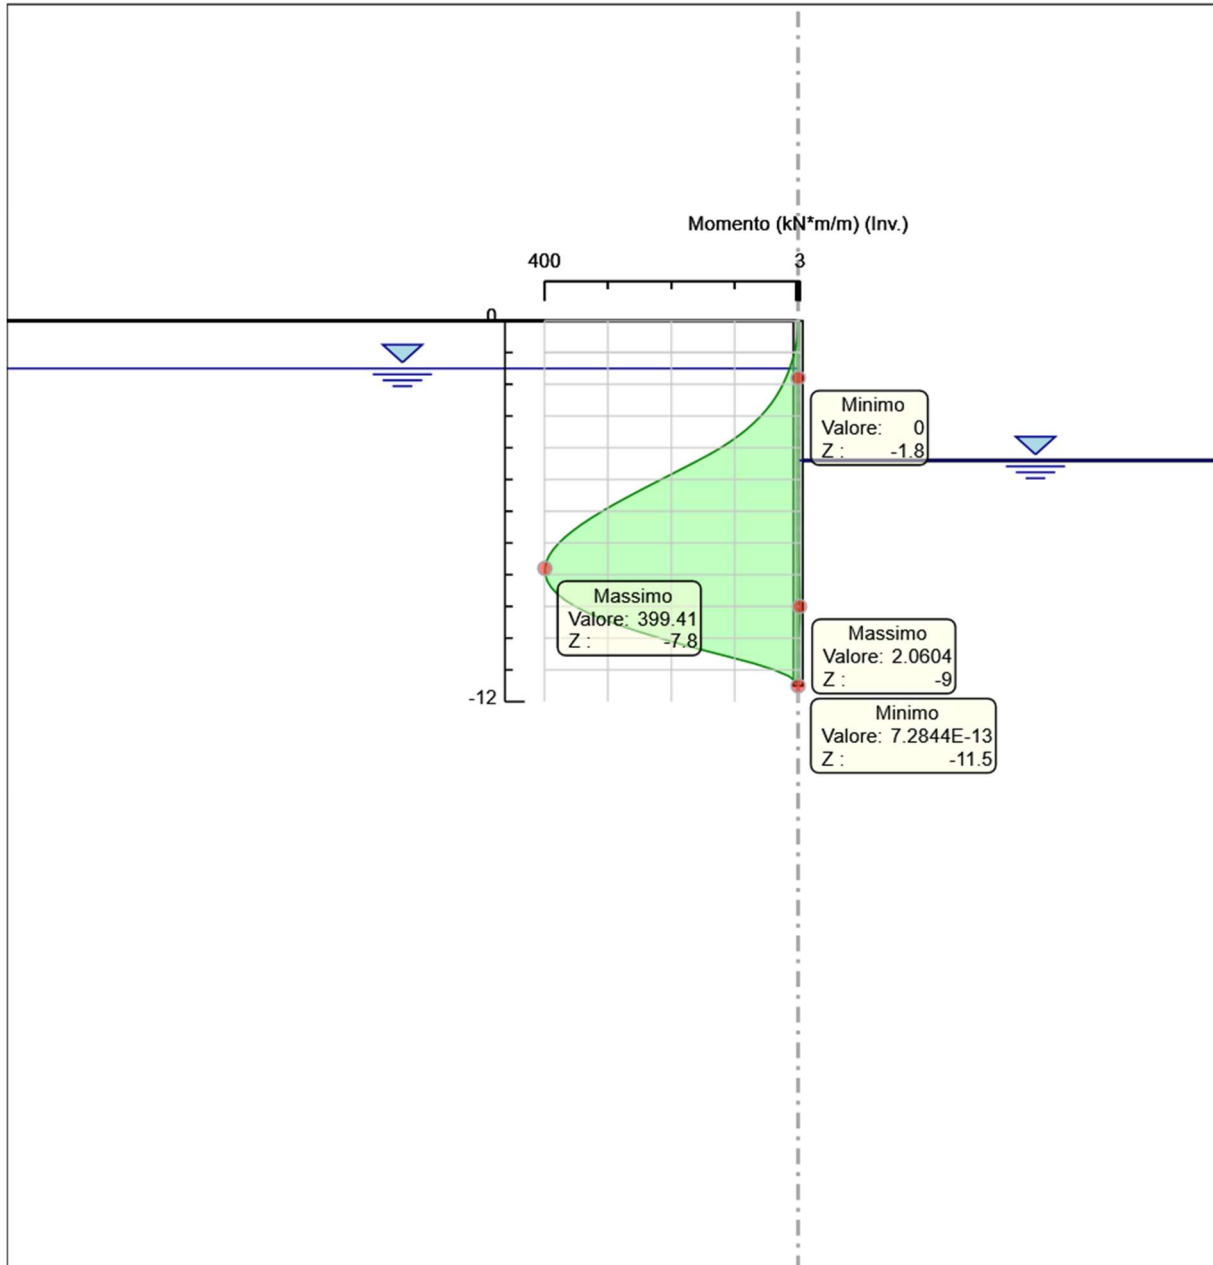 Momento (kN*m/m) (Inv.)
400 3
0
Minimo
Valore: 0
Z : -1.8
Massimo
Valore: 399.41
Z : -7.8
Massimo
Valore: 2.0604
Z : -9
-12
Minimo
Valore: 7.2844E-13
Z : -11.5